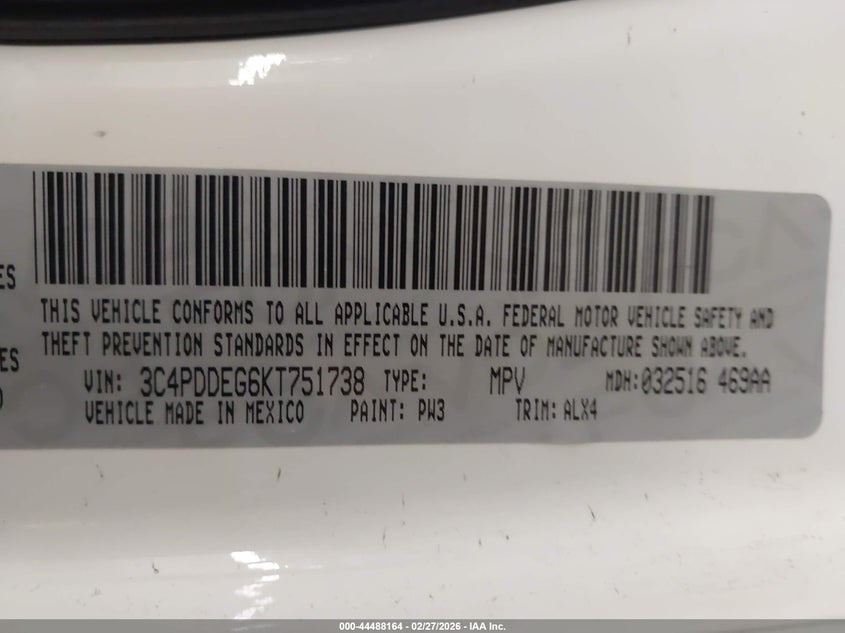 ES
ES
THIS VEHICLE CONFORMS TO ALL APPLICABLE U.S.A. FEDERAL MOTOR VEHICLE SAFETY AND
THEFT PREVENTION STANDARDS IN EFFECT ON THE DATE OF MANUFACTURE SHOWN ABOVE.
VIN: 3C4PDDEG6KT751738 TYPE: MPV MDH:032516 469AA
VEHICLE MADE IN MEXICO PAINT: PW3 TRIM: ALX4
000-44488164 - 02/27/2026 - IAA Inc.